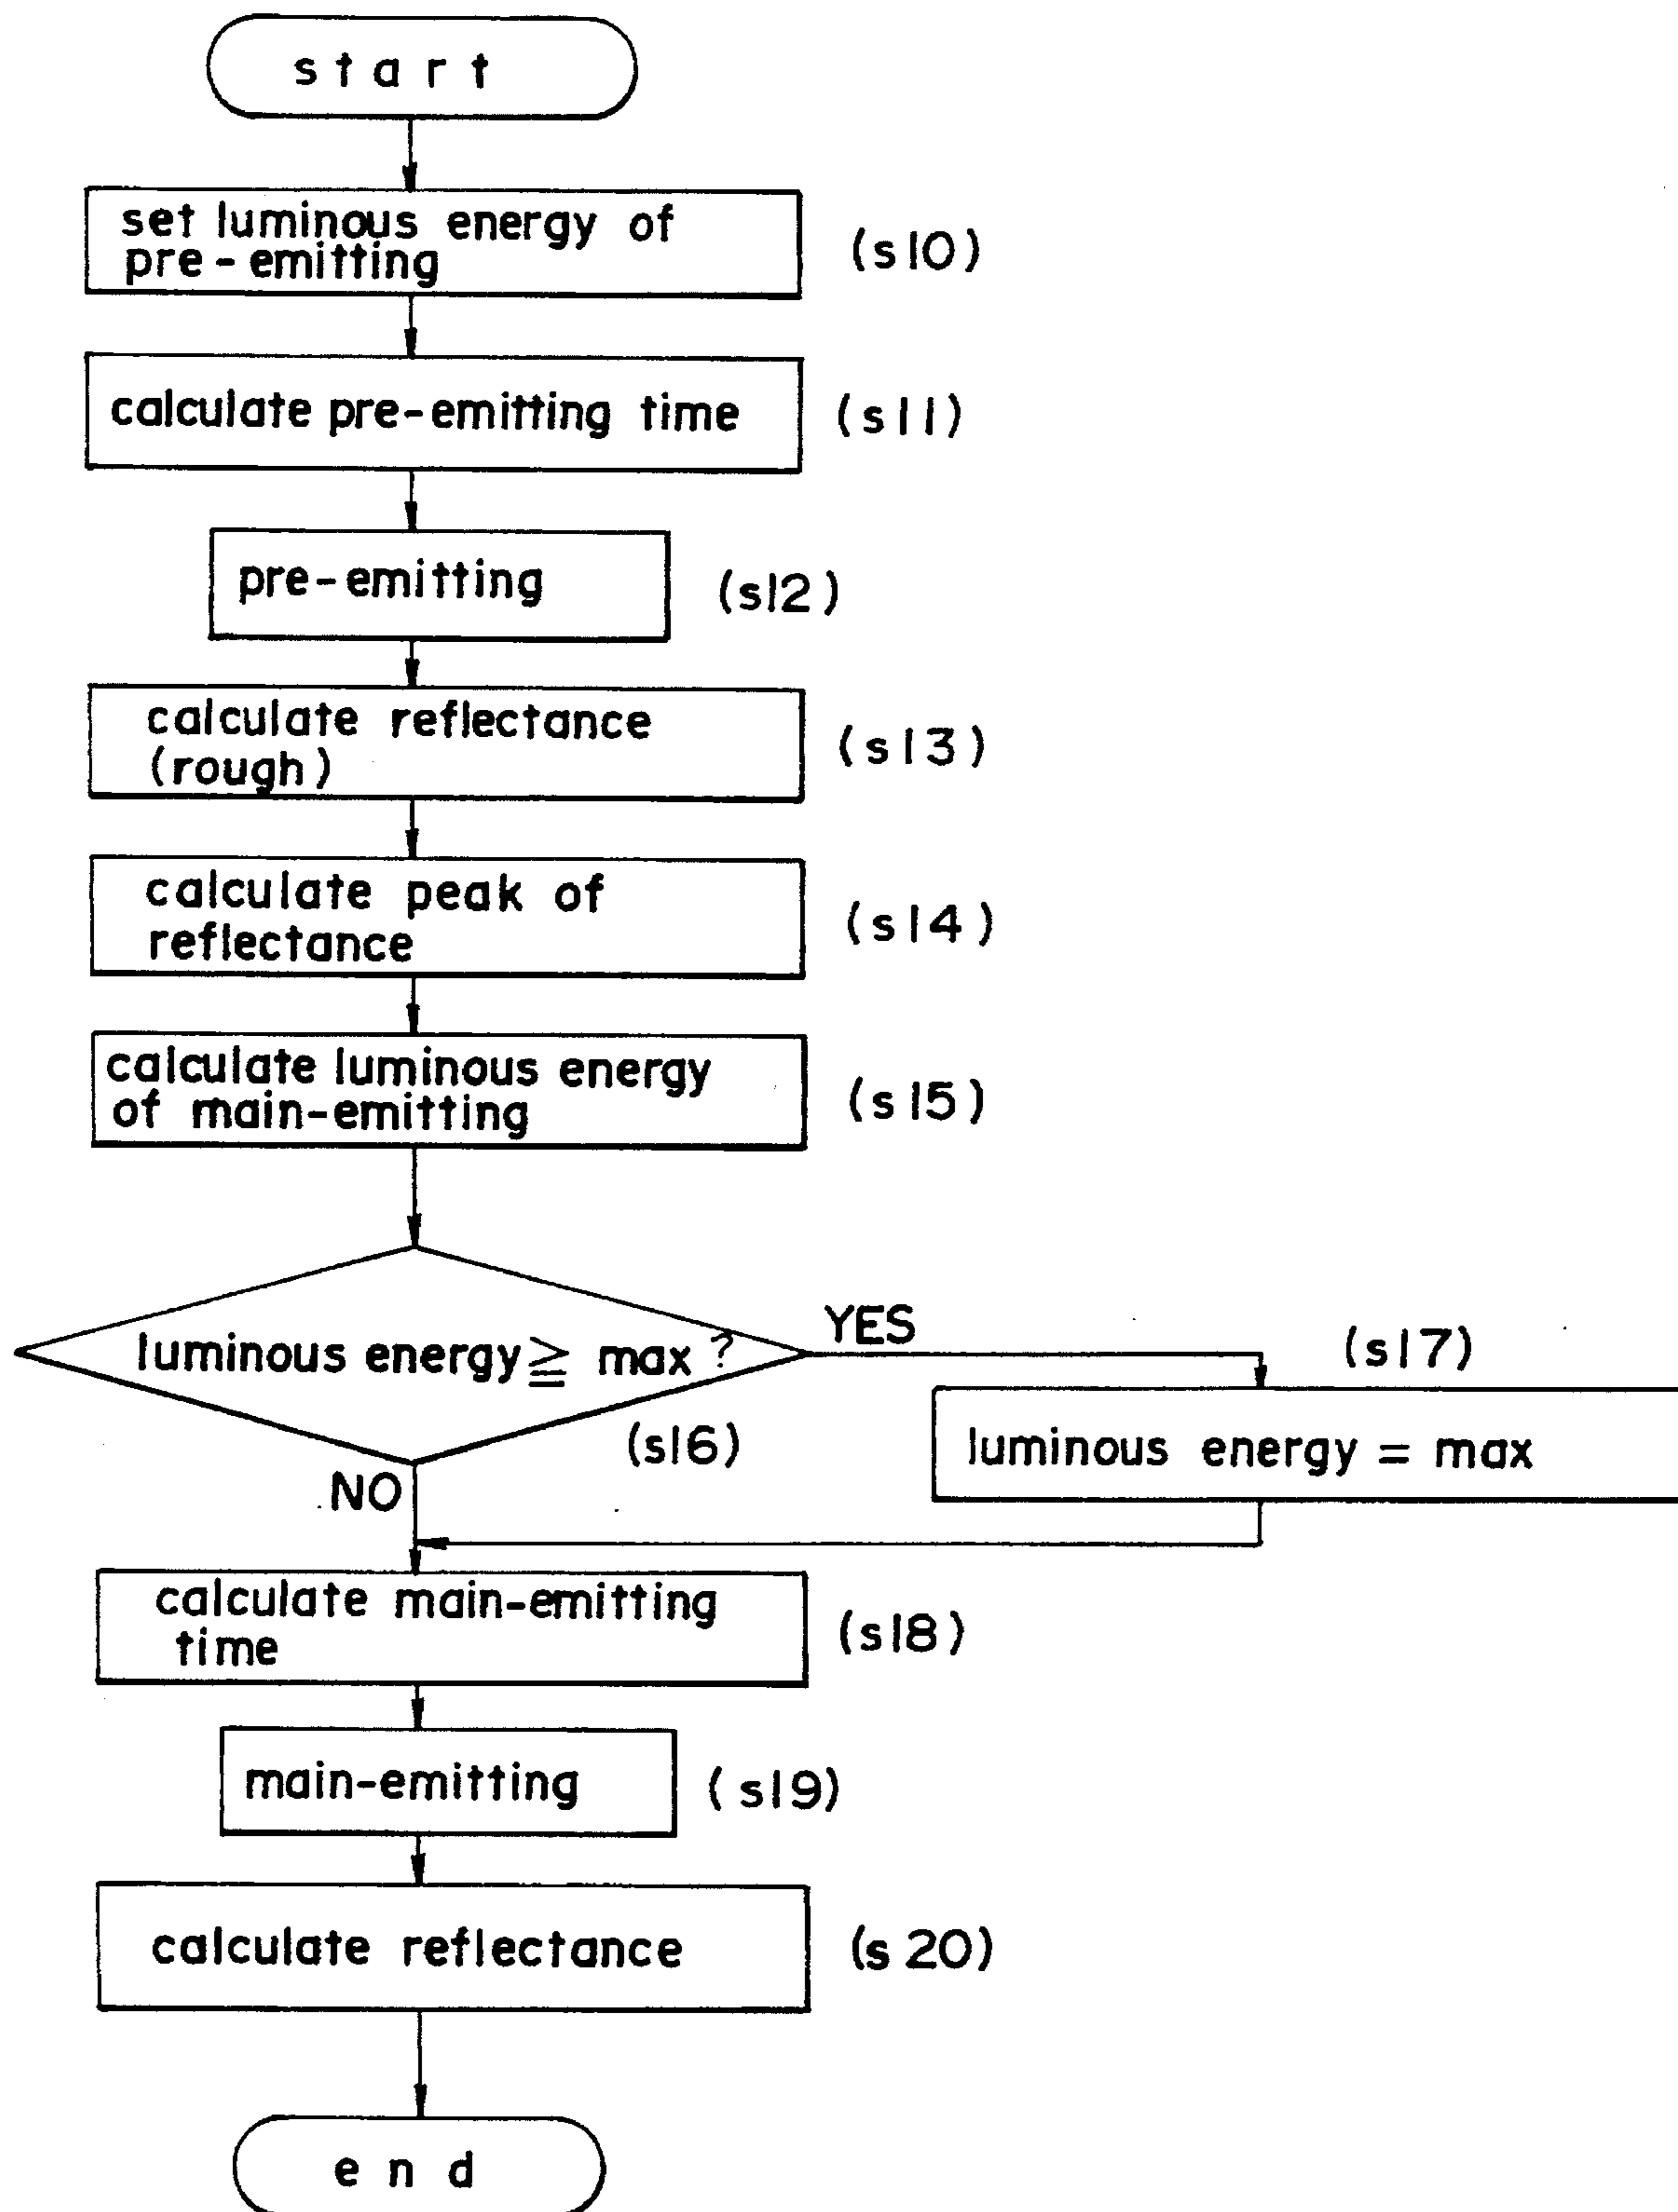 start
set luminous energy of
pre-emitting
(s10)
calculate pre-emitting time
(s11)
pre-emitting
(s12)
calculate reflectance
(rough)
(s13)
calculate peak of
reflectance
(s14)
calculate luminous energy
of main-emitting
(s15)
luminous energy ≧ max ?
YES
(s16)
NO
(s17)
luminous energy = max
calculate main-emitting
time
(s18)
main-emitting
(s19)
calculate reflectance
(s20)
end